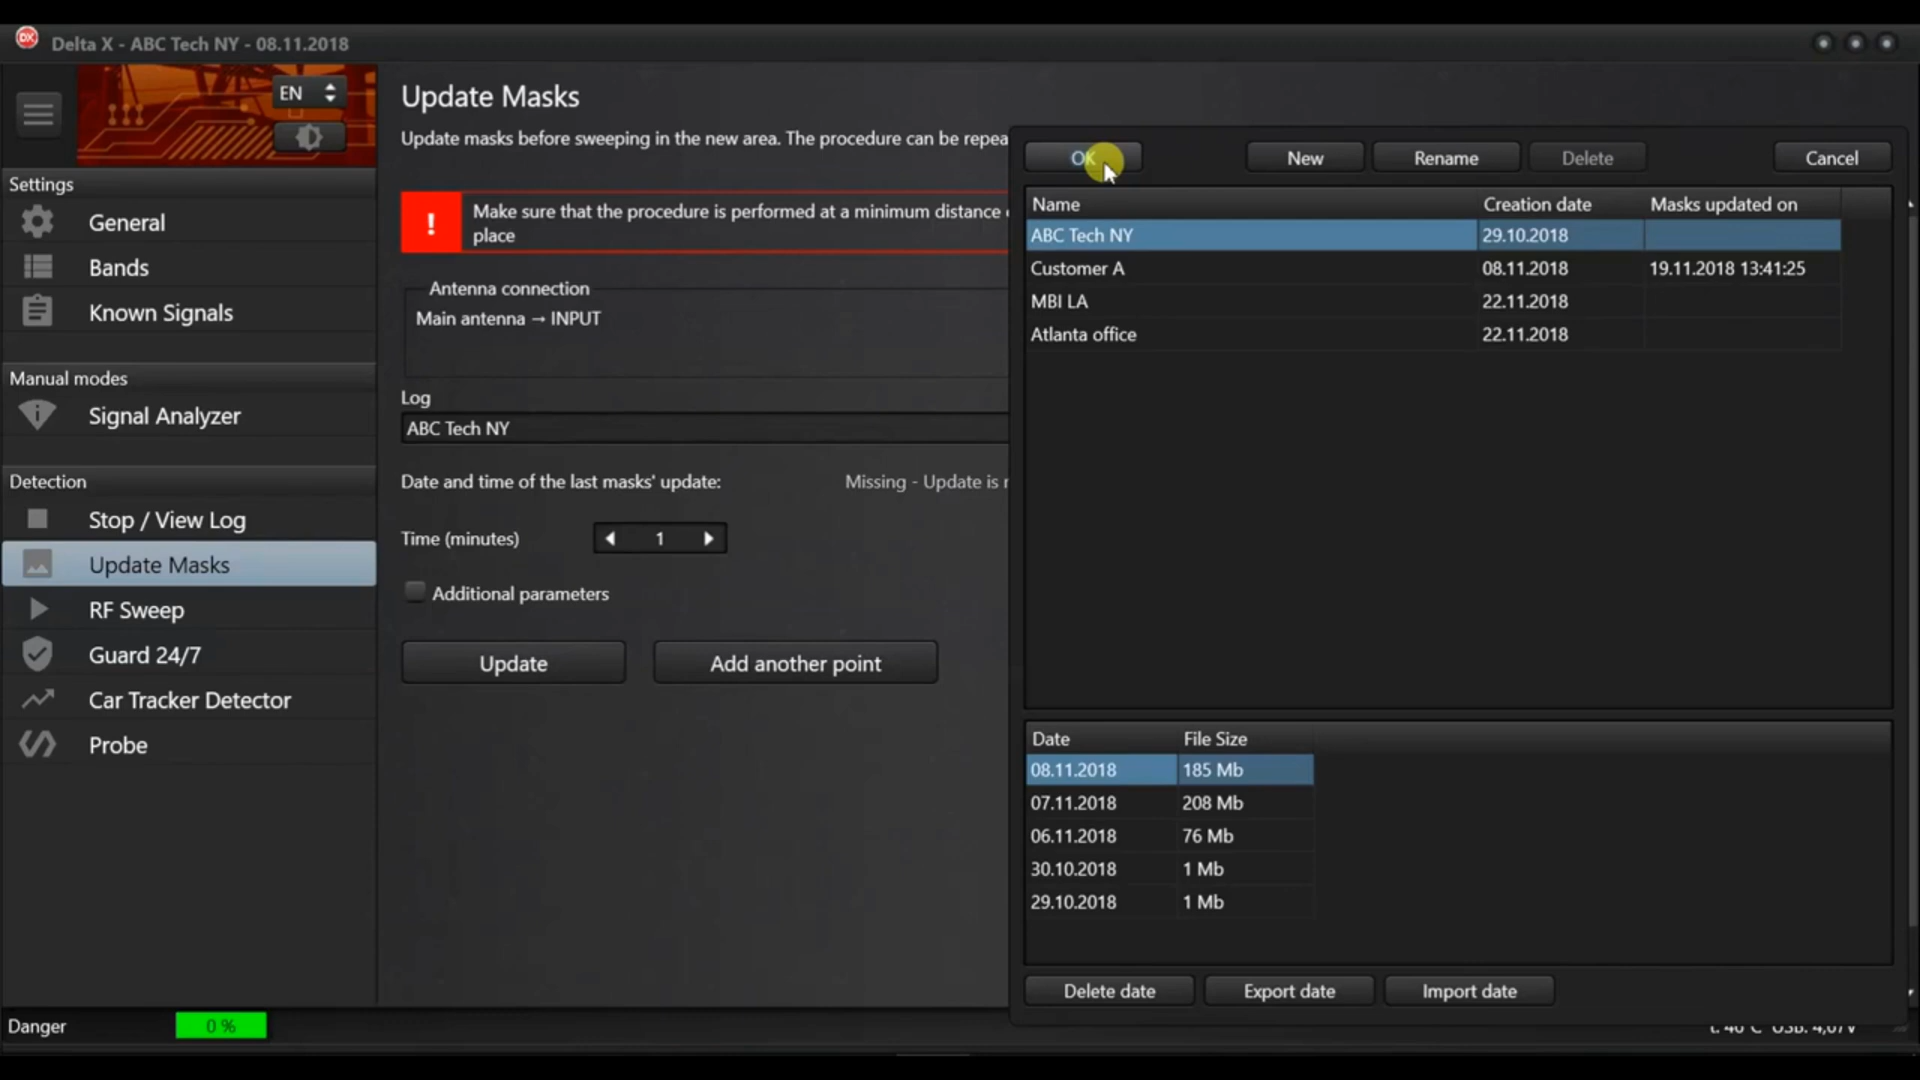 DX
Delta X - ABC Tech NY - 08.11.2018
EN
Settings
General
Bands
Known Signals
Manual modes
Signal Analyzer
Detection
Stop / View Log
Update Masks
RF Sweep
Guard 24/7
Car Tracker Detector
Probe
Danger
0 %
Update Masks
Update masks before sweeping in the new area. The procedure can be repea
!
Make sure that the procedure is performed at a minimum distance
place
Antenna connection
Main antenna → INPUT
Log
ABC Tech NY
Date and time of the last masks' update: Missing - Update is
Time (minutes) 1
Additional parameters
Update Add another point
OK New Rename Delete Cancel
Name Creation date Masks updated on
ABC Tech NY 29.10.2018
Customer A 08.11.2018 19.11.2018 13:41:25
MBI LA 22.11.2018
Atlanta office 22.11.2018
Date File Size
08.11.2018 185 Mb
07.11.2018 208 Mb
06.11.2018 76 Mb
30.10.2018 1 Mb
29.10.2018 1 Mb
Delete date Export date Import date